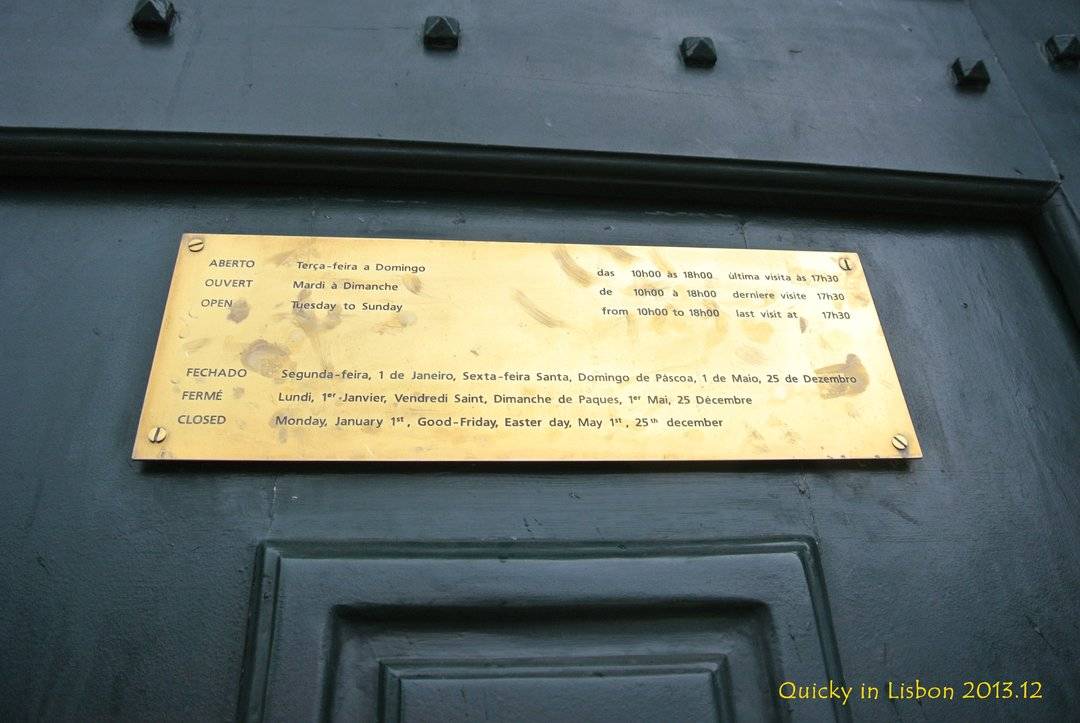 ABERTO Terça-feira a Domingo das 10h00 às 18h00 última visita às 17h30
OUVERT Mardi à Dimanche de 10h00 à 18h00 derniere visite 17h30
OPEN Tuesday to Sunday from 10h00 to 18h00 last visit at 17h30
FECHADO Segunda-feira, 1 de Janeiro, Sexta-feira Santa, Domingo de Páscoa, 1 de Maio, 25 de Dezembro
FERMÉ Lundi, 1er Janvier, Vendredi Saint, Dimanche de Paques, 1er Mai, 25 Décembre
CLOSED Monday, January 1st, Good-Friday, Easter day, May 1st, 25th december
Quicky in Lisbon 2013.12